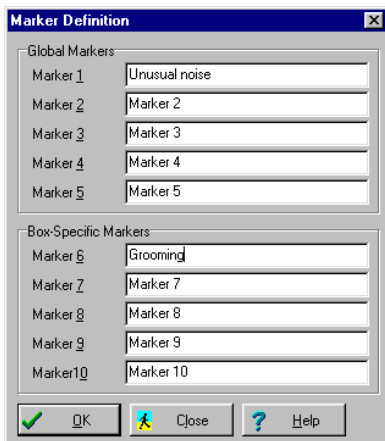 Marker Definition
Global Markers
Marker 1 Unusual noise
Marker 2 Marker 2
Marker 3 Marker 3
Marker 4 Marker 4
Marker 5 Marker 5
Box-Specific Markers
Marker 6 Grooming
Marker 7 Marker 7
Marker 8 Marker 8
Marker 9 Marker 9
Marker10 Marker 10
OK Close Help